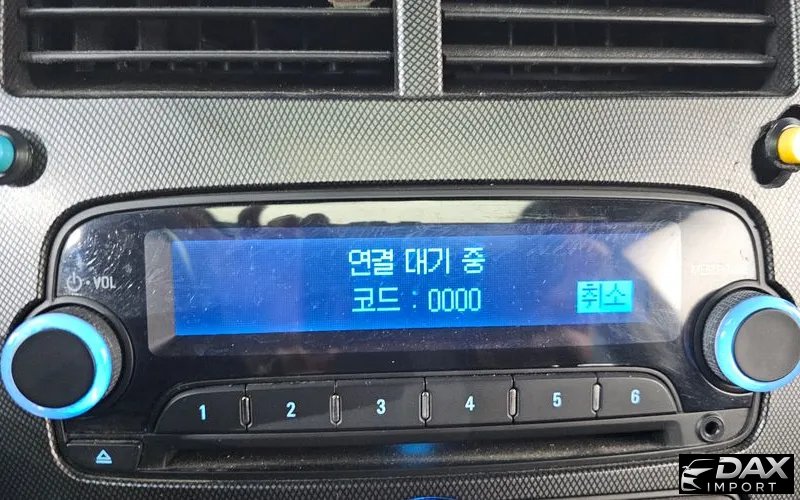 연결 대기 중
코드 : 0000
취소
VOL
1 2 3 4 5 6
DAX
IMPORT